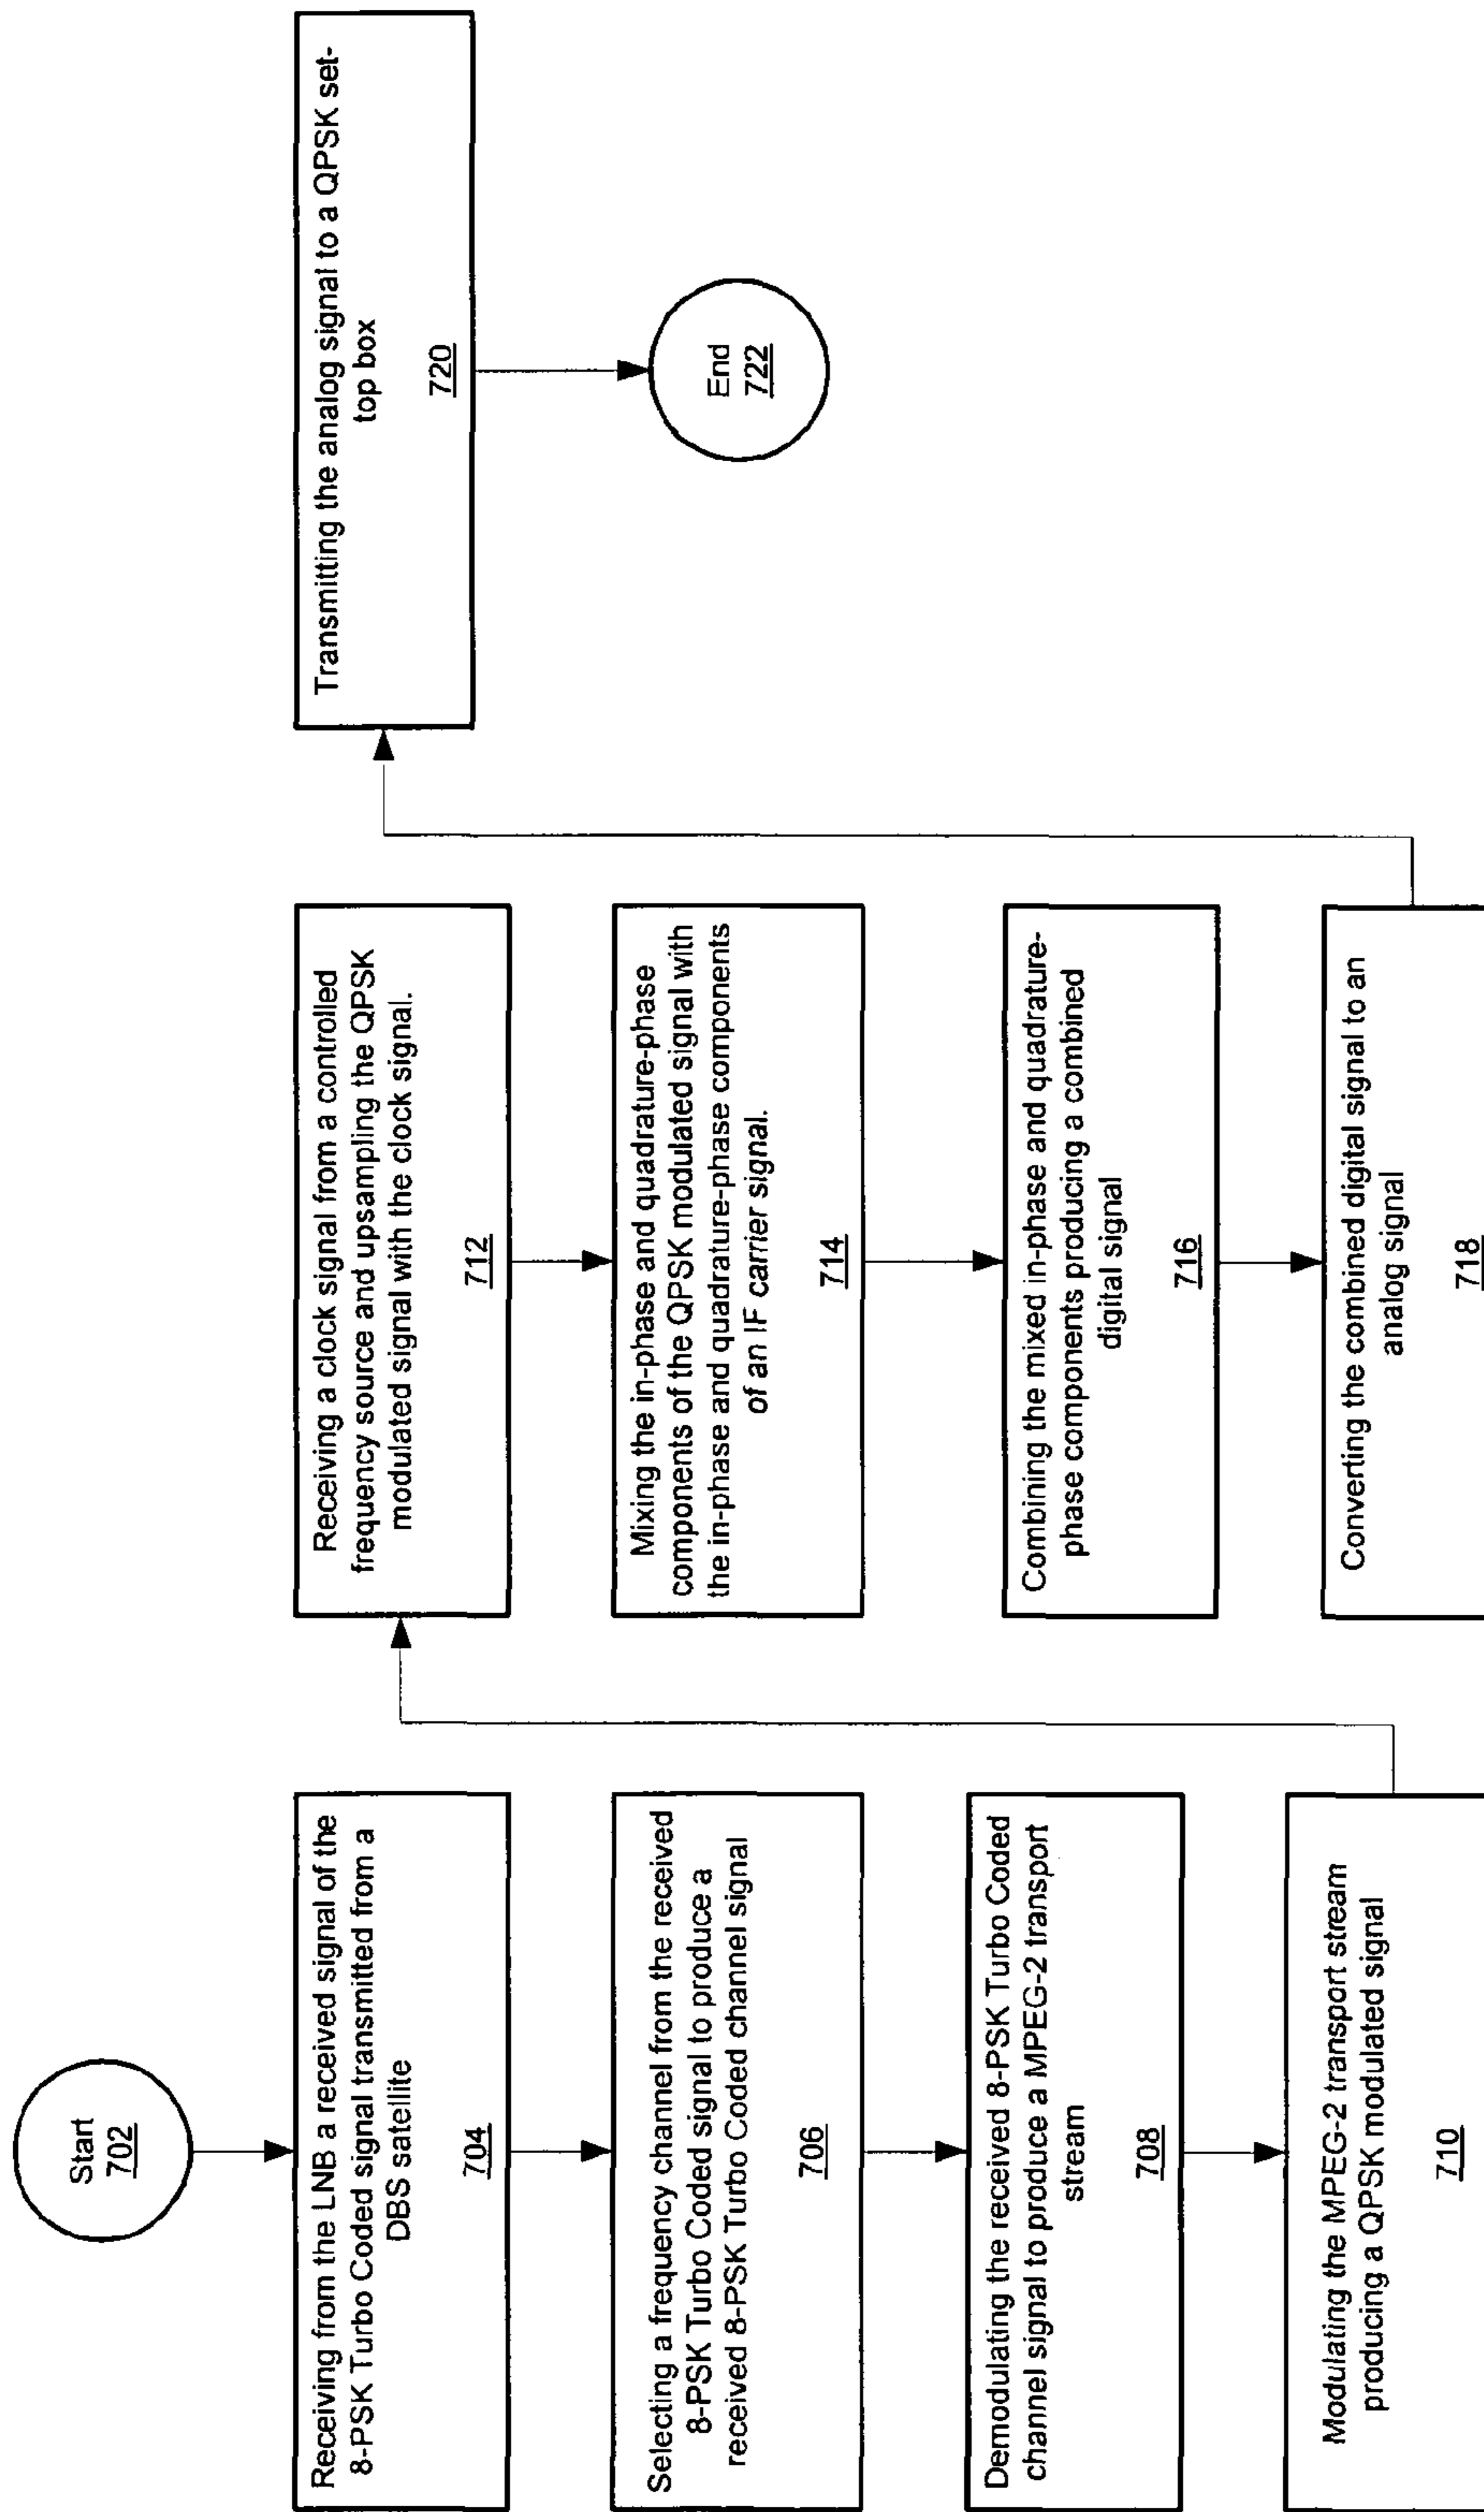 Start
702
Receiving from the LNB a received signal of the
8-PSK Turbo Coded signal transmitted from a
DBS satellite
704
Selecting a frequency channel from the received
8-PSK Turbo Coded signal to produce a
received 8-PSK Turbo Coded channel signal
706
Demodulating the received 8-PSK Turbo Coded
channel signal to produce a MPEG-2 transport
stream
708
Modulating the MPEG-2 transport stream
producing a QPSK modulated signal
710
Receiving a clock signal from a controlled
frequency source and upsampling the QPSK
modulated signal with the clock signal.
712
Mixing the in-phase and quadrature-phase
components of the QPSK modulated signal with
the in-phase and quadrature-phase components
of an IF carrier signal.
714
Combining the mixed in-phase and quadrature-
phase components producing a combined
digital signal
716
Converting the combined digital signal to an
analog signal
718
Transmitting the analog signal to a QPSK set-
top box
720
End
722